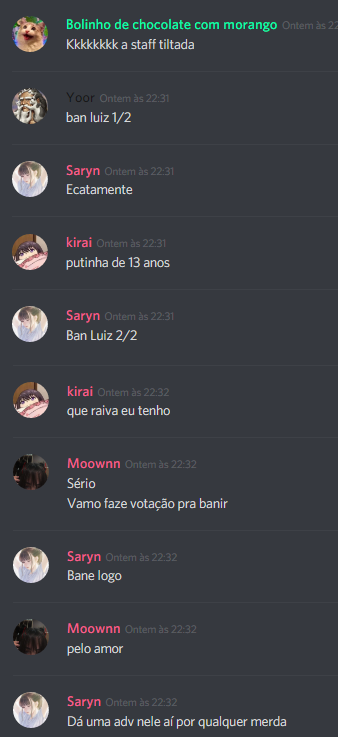 Bolinho de chocolate com morango Ontem às 22
Kkkkkkkk a staff tiltada
Yoor Ontem às 22:31
ban luiz 1/2
Saryn Ontem às 22:31
Ecatamente
kirai Ontem às 22:31
putinha de 13 anos
Saryn Ontem às 22:31
Ban Luiz 2/2
kirai Ontem às 22:32
que raiva eu tenho
Moownn Ontem às 22:32
Sério
Vamo faze votação pra banir
Saryn Ontem às 22:32
Bane logo
Moownn Ontem às 22:32
pelo amor
Saryn Ontem às 22:32
Dá uma adv nele aí por qualquer merda